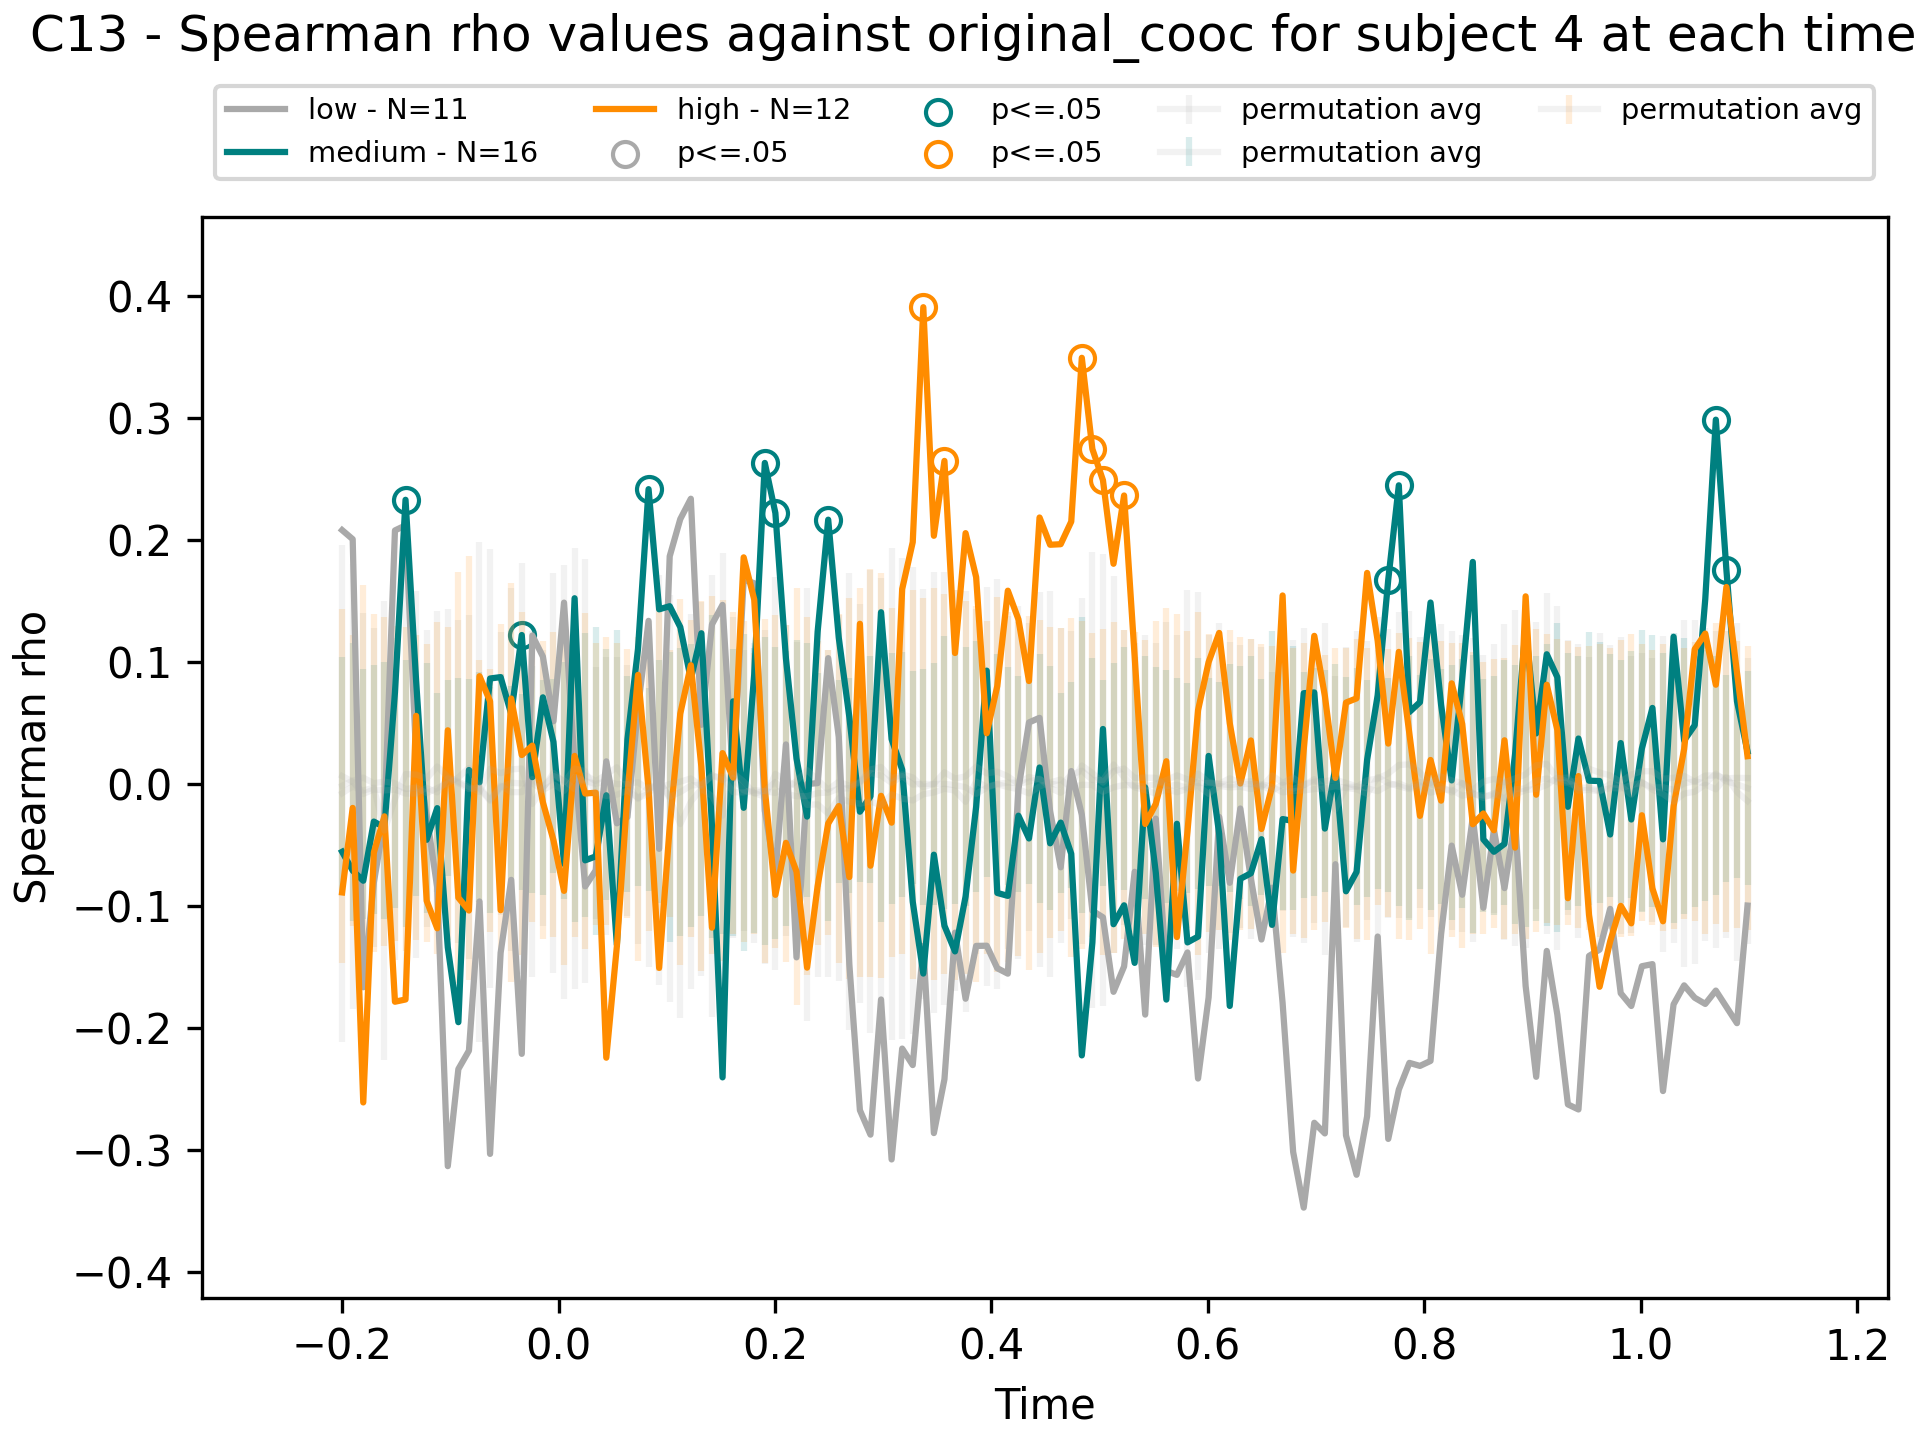 C13 - Spearman rho values against original_cooc for subject 4 at each time
low - N=11 high - N=12 p<=.05 permutation avg permutation avg
medium - N=16 p<=.05 p<=.05 permutation avg
Spearman rho
0.4
0.3
0.2
0.1
0.0
−0.1
−0.2
−0.3
−0.4
−0.2 0.0 0.2 0.4 0.6 0.8 1.0 1.2
Time